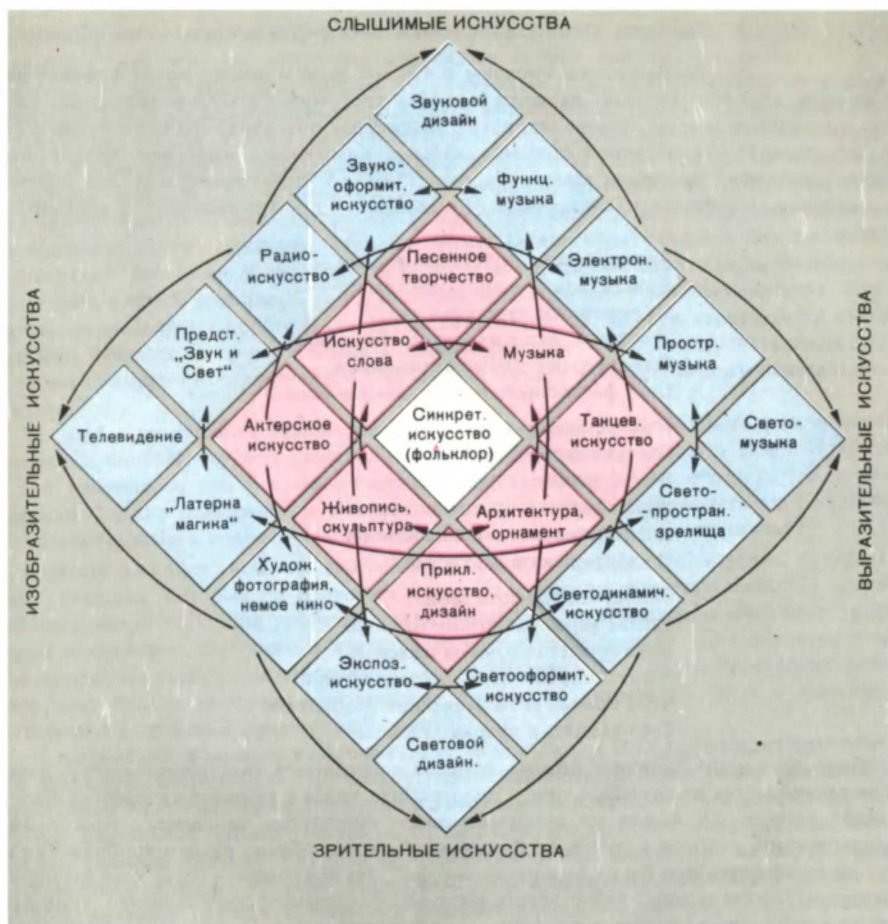 СЛЫШИМЫЕ ИСКУССТВА
Звуковой
дизайн
Звуко-
оформит.
искусство
Функц.
музыка
Радио-
искусство
Песенное
творчество
Электрон.
музыка
ИЗОБРАЗИТЕЛЬНЫЕ ИСКУССТВА
Предст.
„Звук и
Свет“
Искусство
слова
Музыка
Простр.
музыка
ВЫРАЗИТЕЛЬНЫЕ ИСКУССТВА
Телевидение
Актерское
искусство
Синкрет.
искусство
(фольклор)
Танцев.
искусство
Свето-
музыка
„Латерна
магика“
Живопись,
скульптура
Архитектура,
орнамент
Свето-
простран.
зрелища
Худож.
фотография,
немое кино
Прикл.
искусство,
дизайн
Светодинамич.
искусство
Экспоз.
искусство
Светооформит.
искусство
Световой
дизайн.
ЗРИТЕЛЬНЫЕ ИСКУССТВА